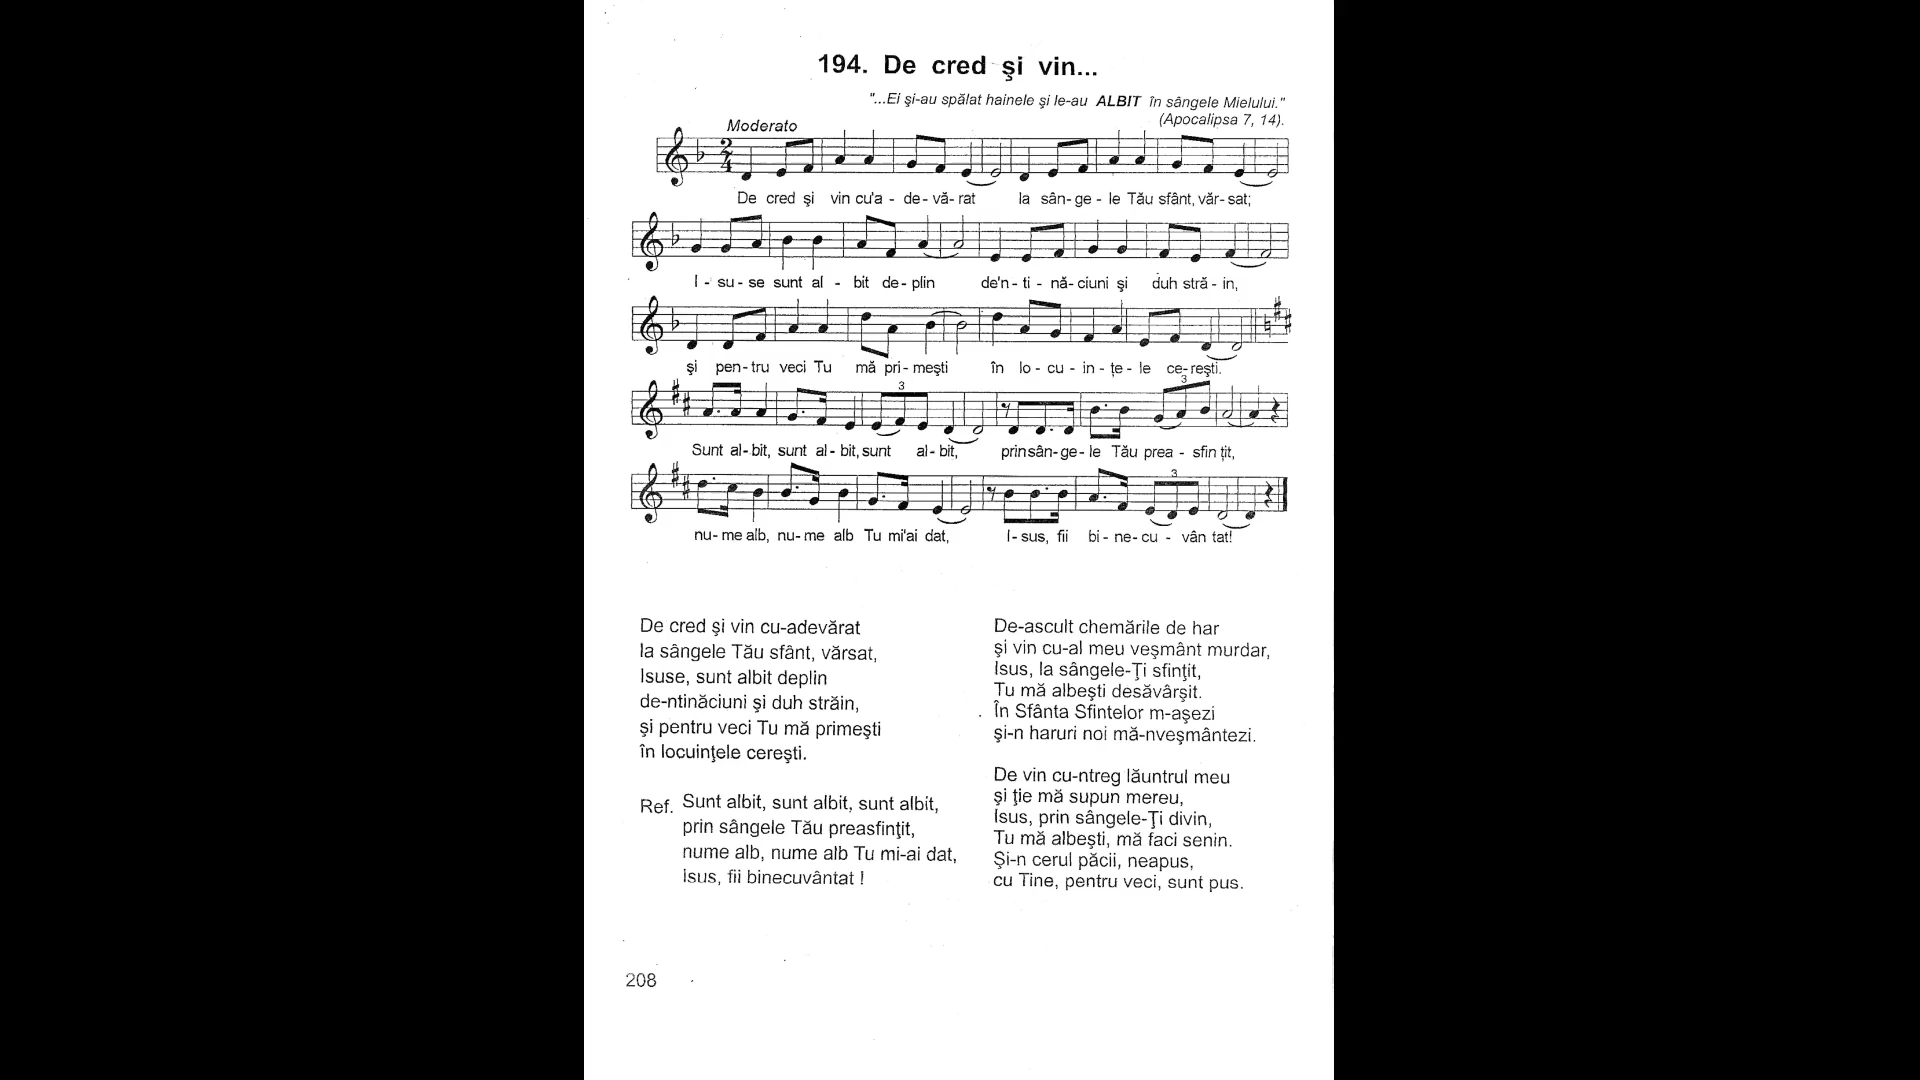 194. De cred şi vin...
"...Ei şi-au spălat hainele şi le-au ALBIT în sângele Mielului."
(Apocalipsa 7, 14).
Moderato
2
4
De cred şi vin cu'a - de - vă - rat la sân - ge - le Tău sfânt, văr - sat;
I - su - se sunt al - bit de - plin de'n - ti - nă - ciuni şi duh stră - in,
şi pen - tru veci Tu mă pri - meşti în lo - cu - in - ţe - le ce - reşti.
3 3
Sunt al - bit, sunt al - bit, sunt al - bit, prin sân - ge - le Tău prea - sfin ţit,
3
nu - me alb, nu - me alb Tu mi'ai dat, I - sus, fii bi - ne - cu - vân tat!
De cred şi vin cu-adevărat
la sângele Tău sfânt, vărsat,
Isuse, sunt albit deplin
de-ntinăciuni şi duh străin,
şi pentru veci Tu mă primeşti
în locuinţele cereşti.
Ref. Sunt albit, sunt albit, sunt albit,
prin sângele Tău preasfinţit,
nume alb, nume alb Tu mi-ai dat,
Isus, fii binecuvântat !
De-ascult chemările de har
şi vin cu-al meu veşmânt murdar,
Isus, la sângele-Ţi sfinţit,
Tu mă albeşti desăvârşit.
În Sfânta Sfintelor m-aşezi
şi-n haruri noi mă-nveşmântezi.
De vin cu-ntreg lăuntrul meu
şi ţie mă supun mereu,
Isus, prin sângele-Ţi divin,
Tu mă albeşti, mă faci senin.
Şi-n cerul păcii, neapus,
cu Tine, pentru veci, sunt pus.
208